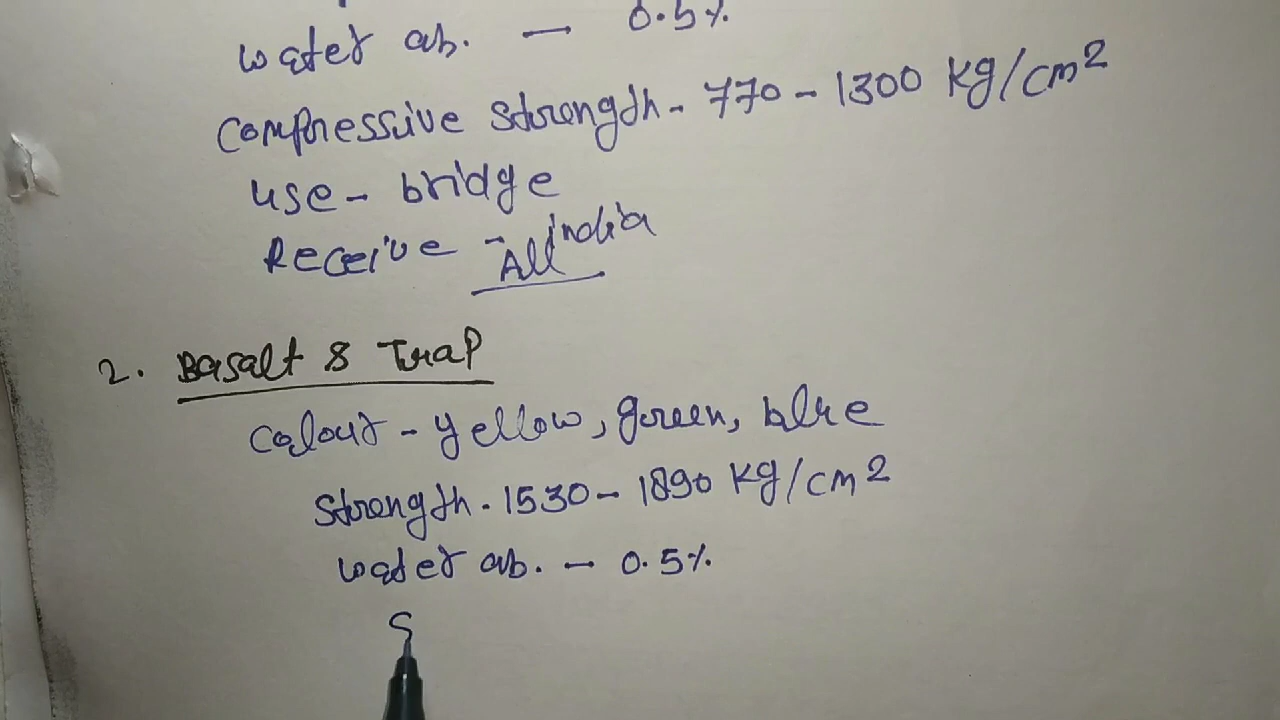 water ab. — 0.5%
Compressive Strength - 770 - 1300 kg/cm2
use - bridge
Receive - All india
2. Basalt & Trap
Colour - yellow, green, blue
Strength. 1530 - 1890 kg/cm2
water ab. — 0.5%
S